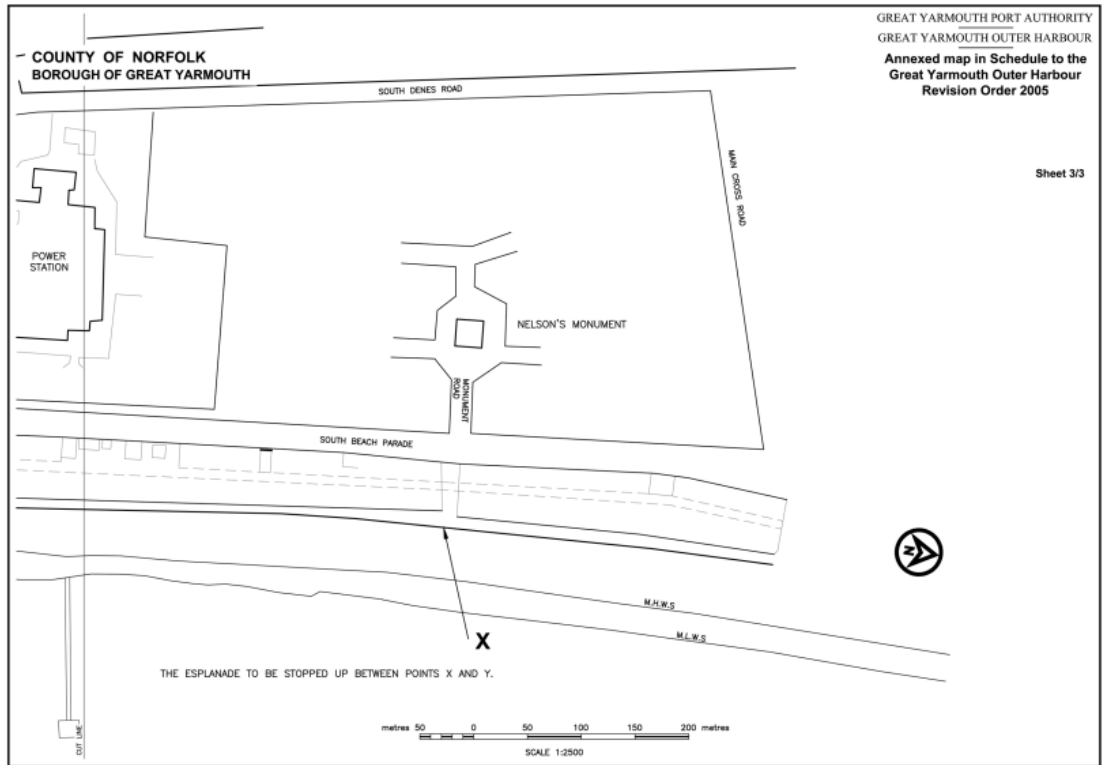 GREAT YARMOUTH PORT AUTHORITY
GREAT YARMOUTH OUTER HARBOUR
Annexed map in Schedule to the
Great Yarmouth Outer Harbour
Revision Order 2005
Sheet 3/3
COUNTY OF NORFOLK
BOROUGH OF GREAT YARMOUTH
SOUTH DENES ROAD
MAIN CROSS ROAD
POWER
STATION
NELSON'S MONUMENT
MONUMENT
ROAD
SOUTH BEACH PARADE
N
M.H.W.S
M.L.W.S
X
THE ESPLANADE TO BE STOPPED UP BETWEEN POINTS X AND Y.
CUT LINE
metres 50 0 50 100 150 200 metres
SCALE 1:2500